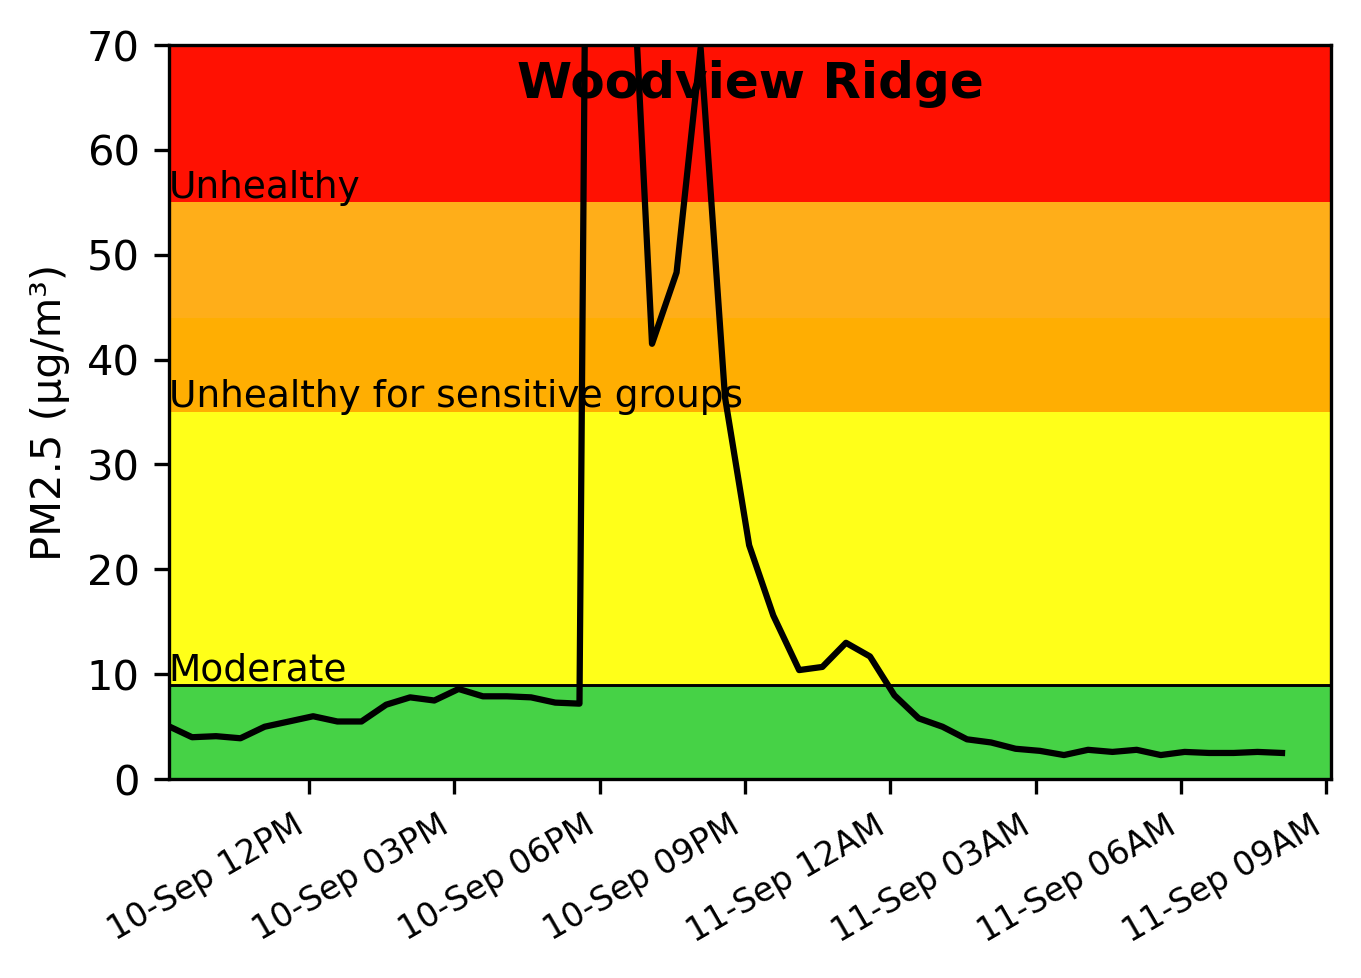 Woodview Ridge
PM2.5 (µg/m³)
70
60
50
40
30
20
10
0
Unhealthy
Unhealthy for sensitive groups
Moderate
10-Sep 12PM
10-Sep 03PM
10-Sep 06PM
10-Sep 09PM
11-Sep 12AM
11-Sep 03AM
11-Sep 06AM
11-Sep 09AM